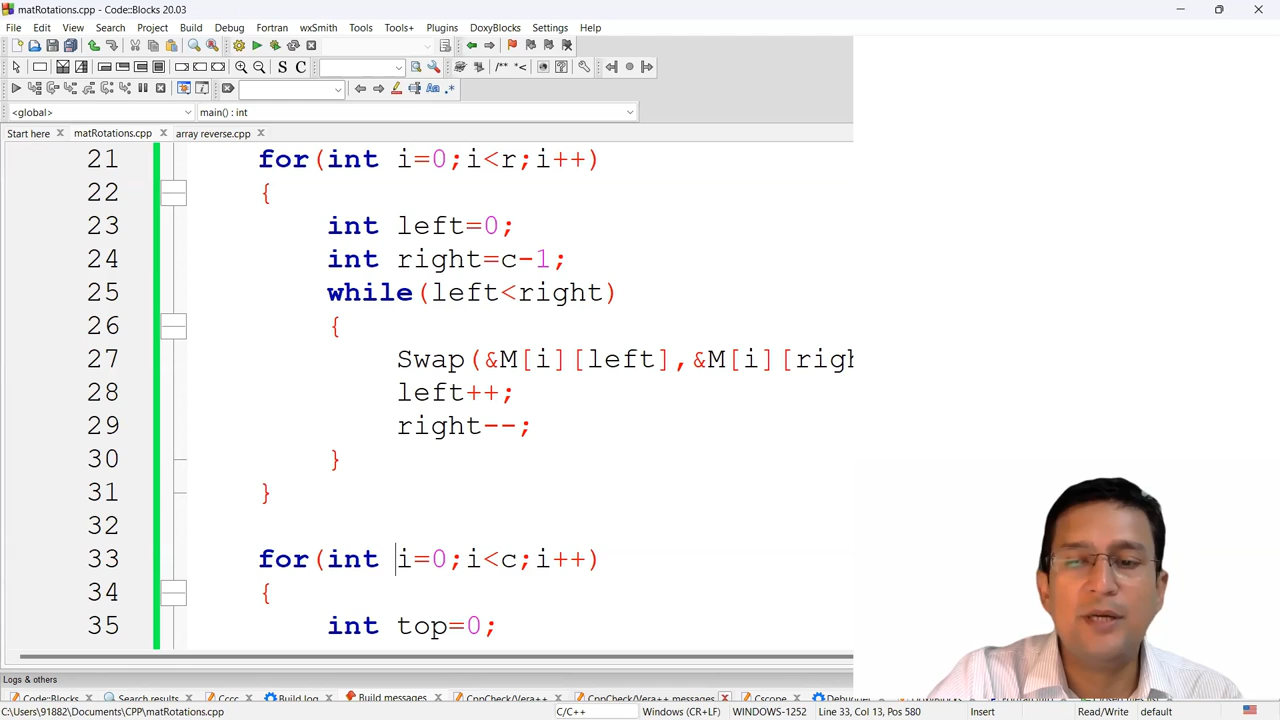 matRotations.cpp - Code::Blocks 20.03
File Edit View Search Project Build Debug Fortran wxSmith Tools Tools+ Plugins DoxyBlocks Settings Help
/** *<
S C
Aa .*
<global> main() : int
Start here matRotations.cpp array reverse.cpp
21 for(int i=0;i<r;i++)
22 {
23 int left=0;
24 int right=c-1;
25 while(left<right)
26 {
27 Swap(&M[i][left],&M[i][righ
28 left++;
29 right--;
30 }
31 }
32
33 for(int i=0;i<c;i++)
34 {
35 int top=0;
Logs & others
Code::Blocks Search results Cccc Build log Build messages CppCheck/Vera++ CppCheck/Vera++ messages Cscope
C:\Users\91882\Documents\CPP\matRotations.cpp C/C++ Windows (CR+LF) WINDOWS-1252 Line 33, Col 13, Pos 580 Insert Read/Write default